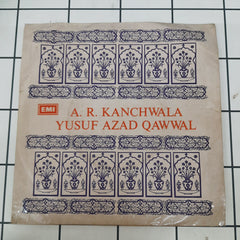 EMI
A. R. KANCHWALA
YUSUF AZAD QAWWAL